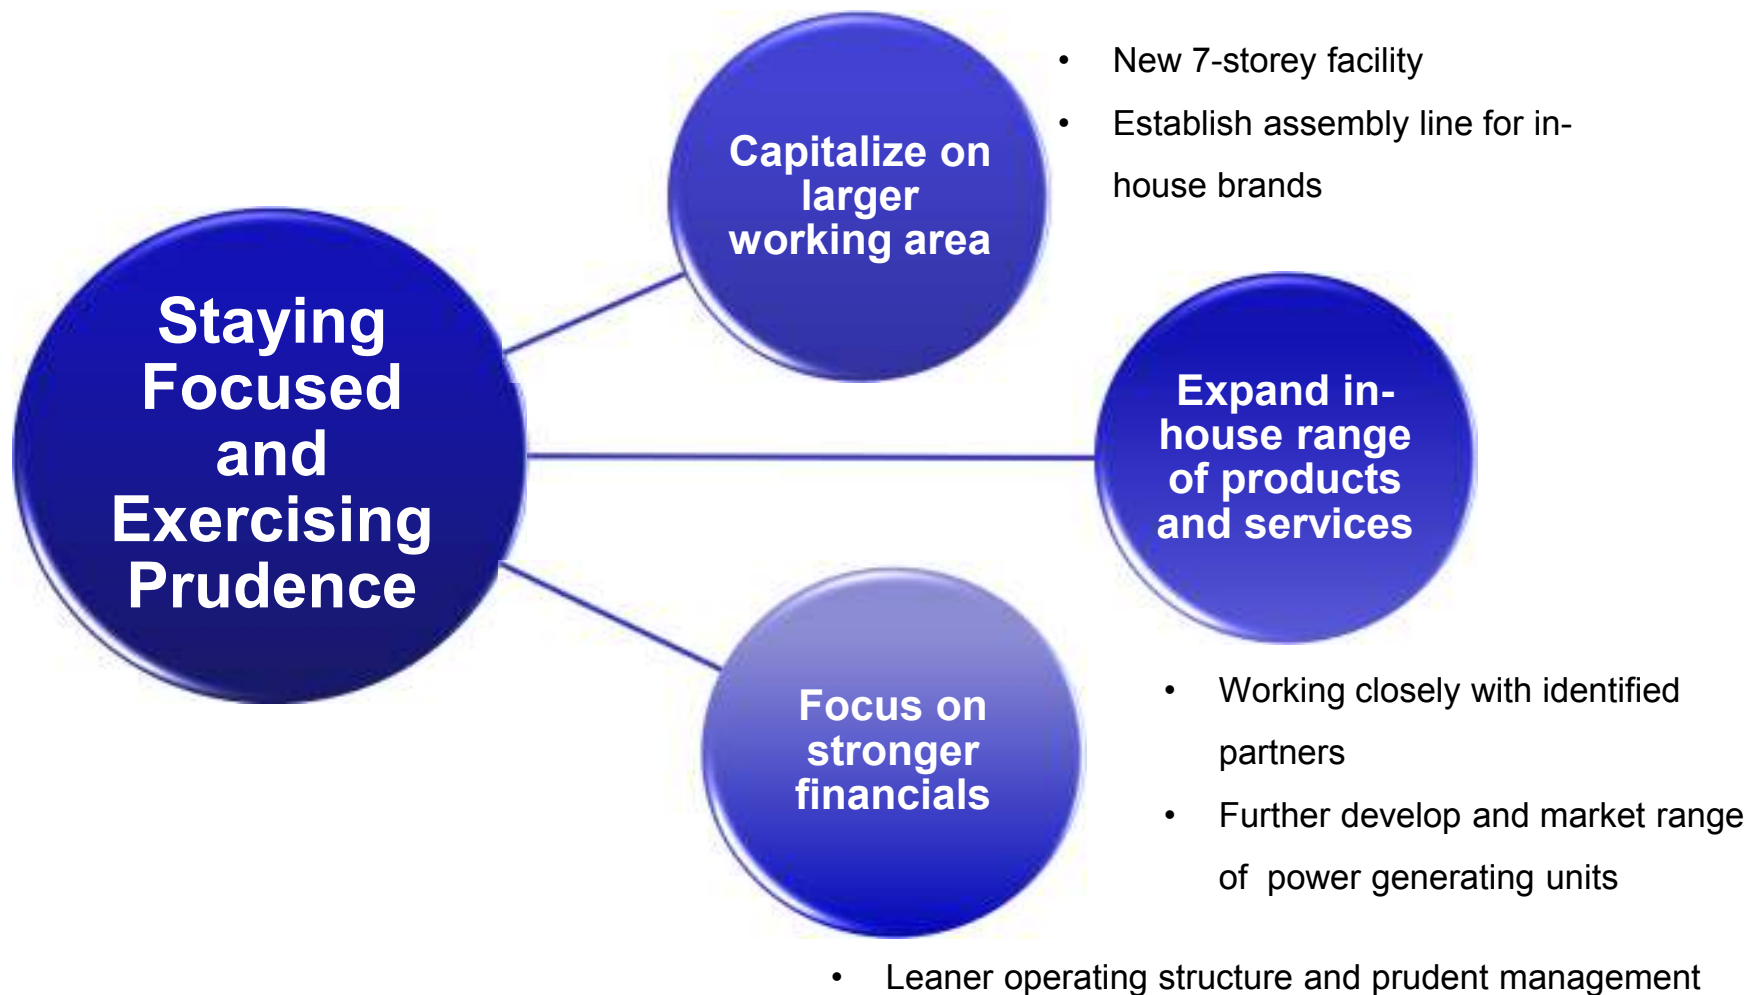 Staying
Focused
and
Exercising
Prudence
Capitalize on
larger
working area
• New 7-storey facility
• Establish assembly line for in-
house brands
Expand in-
house range
of products
and services
• Working closely with identified
partners
• Further develop and market range
of power generating units
Focus on
stronger
financials
• Leaner operating structure and prudent management